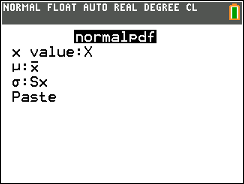 NORMAL FLOAT AUTO REAL DEGREE CL
normalpdf
x value:X
μ:x̄
σ:Sx
Paste